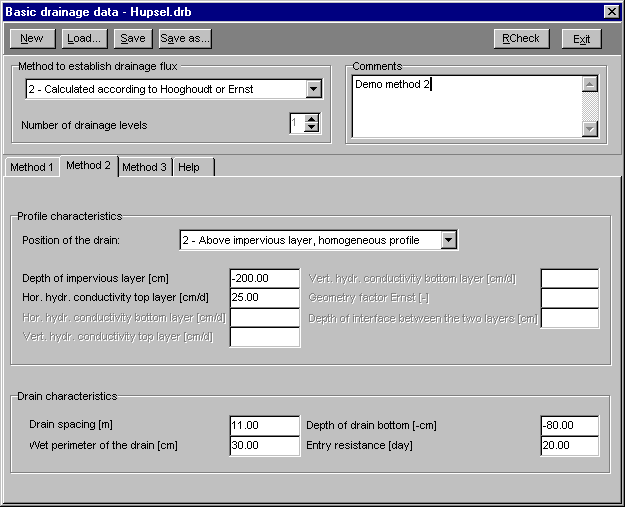 Basic drainage data - Hupsel.drb
New Load... Save Save as... RCheck Exit
Method to establish drainage flux
2 - Calculated according to Hooghoudt or Ernst
Number of drainage levels 1
Comments
Demo method 2
Method 1 Method 2 Method 3 Help
Profile characteristics
Position of the drain: 2 - Above impervious layer, homogeneous profile
Depth of impervious layer [cm] -200.00
Hor. hydr. conductivity top layer [cm/d] 25.00
Hor. hydr. conductivity bottom layer [cm/d]
Vert. hydr. conductivity top layer [cm/d]
Vert. hydr. conductivity bottom layer [cm/d]
Geometry factor Ernst [-]
Depth of interface between the two layers [cm]
Drain characteristics
Drain spacing [m] 11.00
Wet perimeter of the drain [cm] 30.00
Depth of drain bottom [-cm] -80.00
Entry resistance [day] 20.00